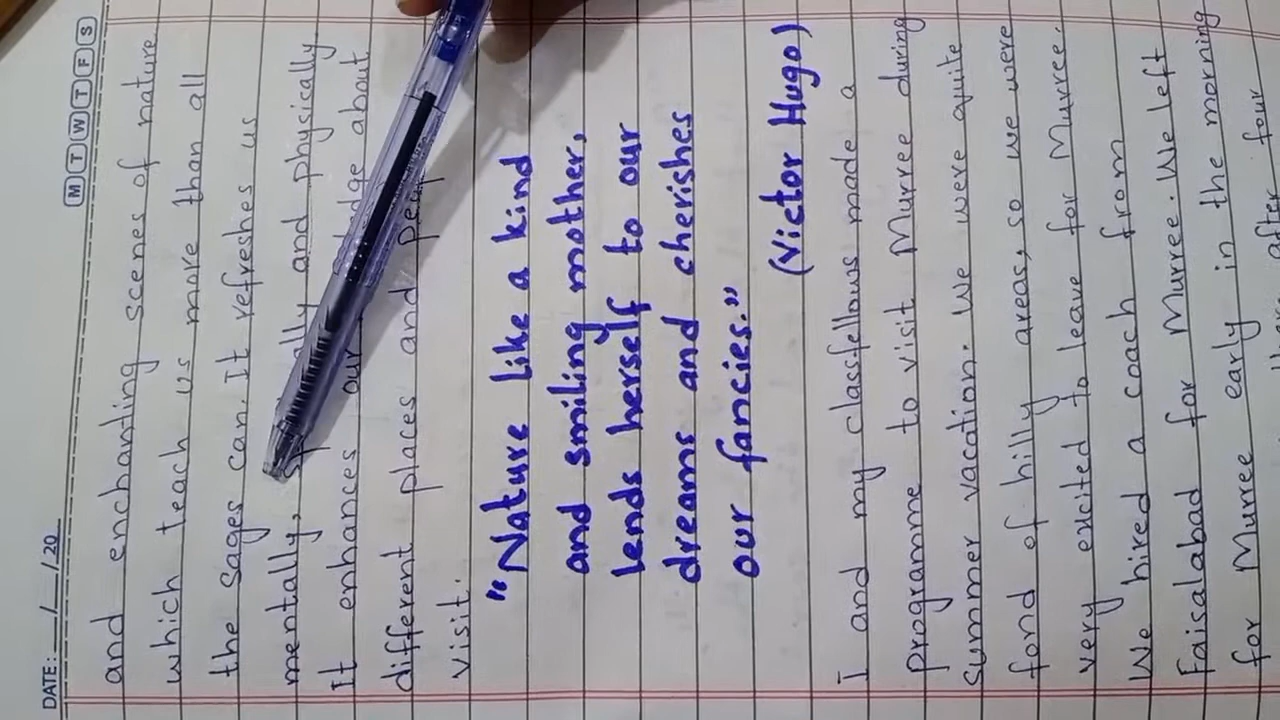 DATE: __/__/20
M T W T F S
and enchanting scenes of nature
which teach us more than all
the sages can. It refreshes us
mentally, and physically.
It enhances our about
different places and
visit.
"Nature like a kind
and smiling mother,
lends herself to our
dreams and cherishes
our fancies."
(Victor Hugo)
I and my classfellows made a
programme to visit Murree during
Summer vacation. We were quite
fond of hilly areas, so we were
very excited to leave for Murree.
We hired a coach from
Faisalabad for Murree. We left
for Murree early in the morning
after four